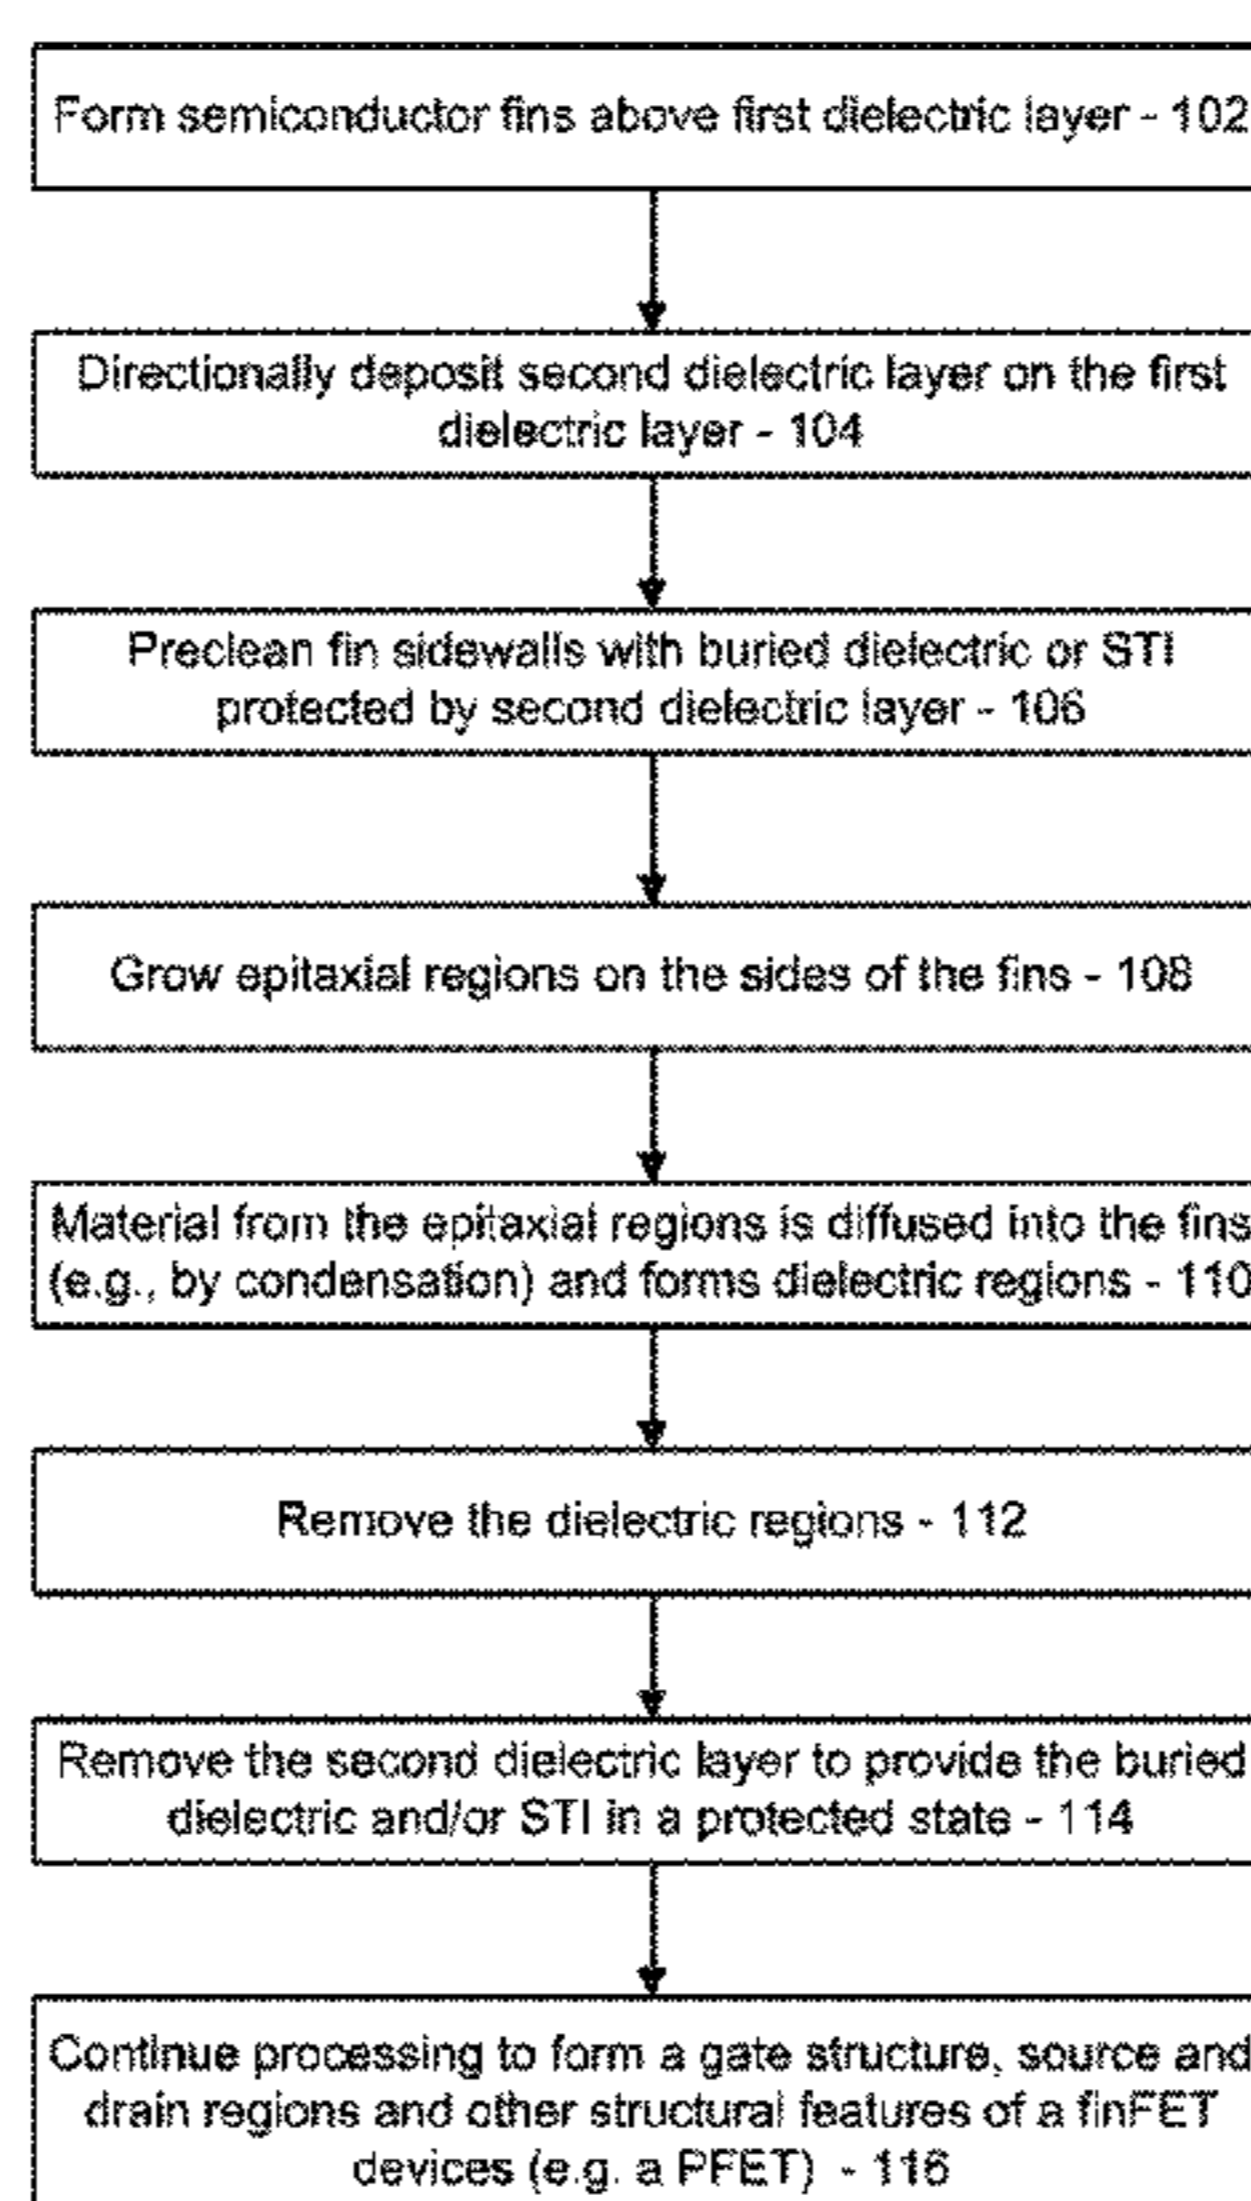 Form semiconductor fins above first dielectric layer - 102
Directionally deposit second dielectric layer on the first
dielectric layer - 104
Preclean fin sidewalls with buried dielectric or STI
protected by second dielectric layer - 106
Grow epitaxial regions on the sides of the fins - 108
Material from the epitaxial regions is diffused into the fins
(e.g., by condensation) and forms dielectric regions - 110
Remove the dielectric regions - 112
Remove the second dielectric layer to provide the buried
dielectric and/or STI in a protected state - 114
Continue processing to form a gate structure, source and
drain regions and other structural features of a finFET
devices (e.g. a PFET) - 116